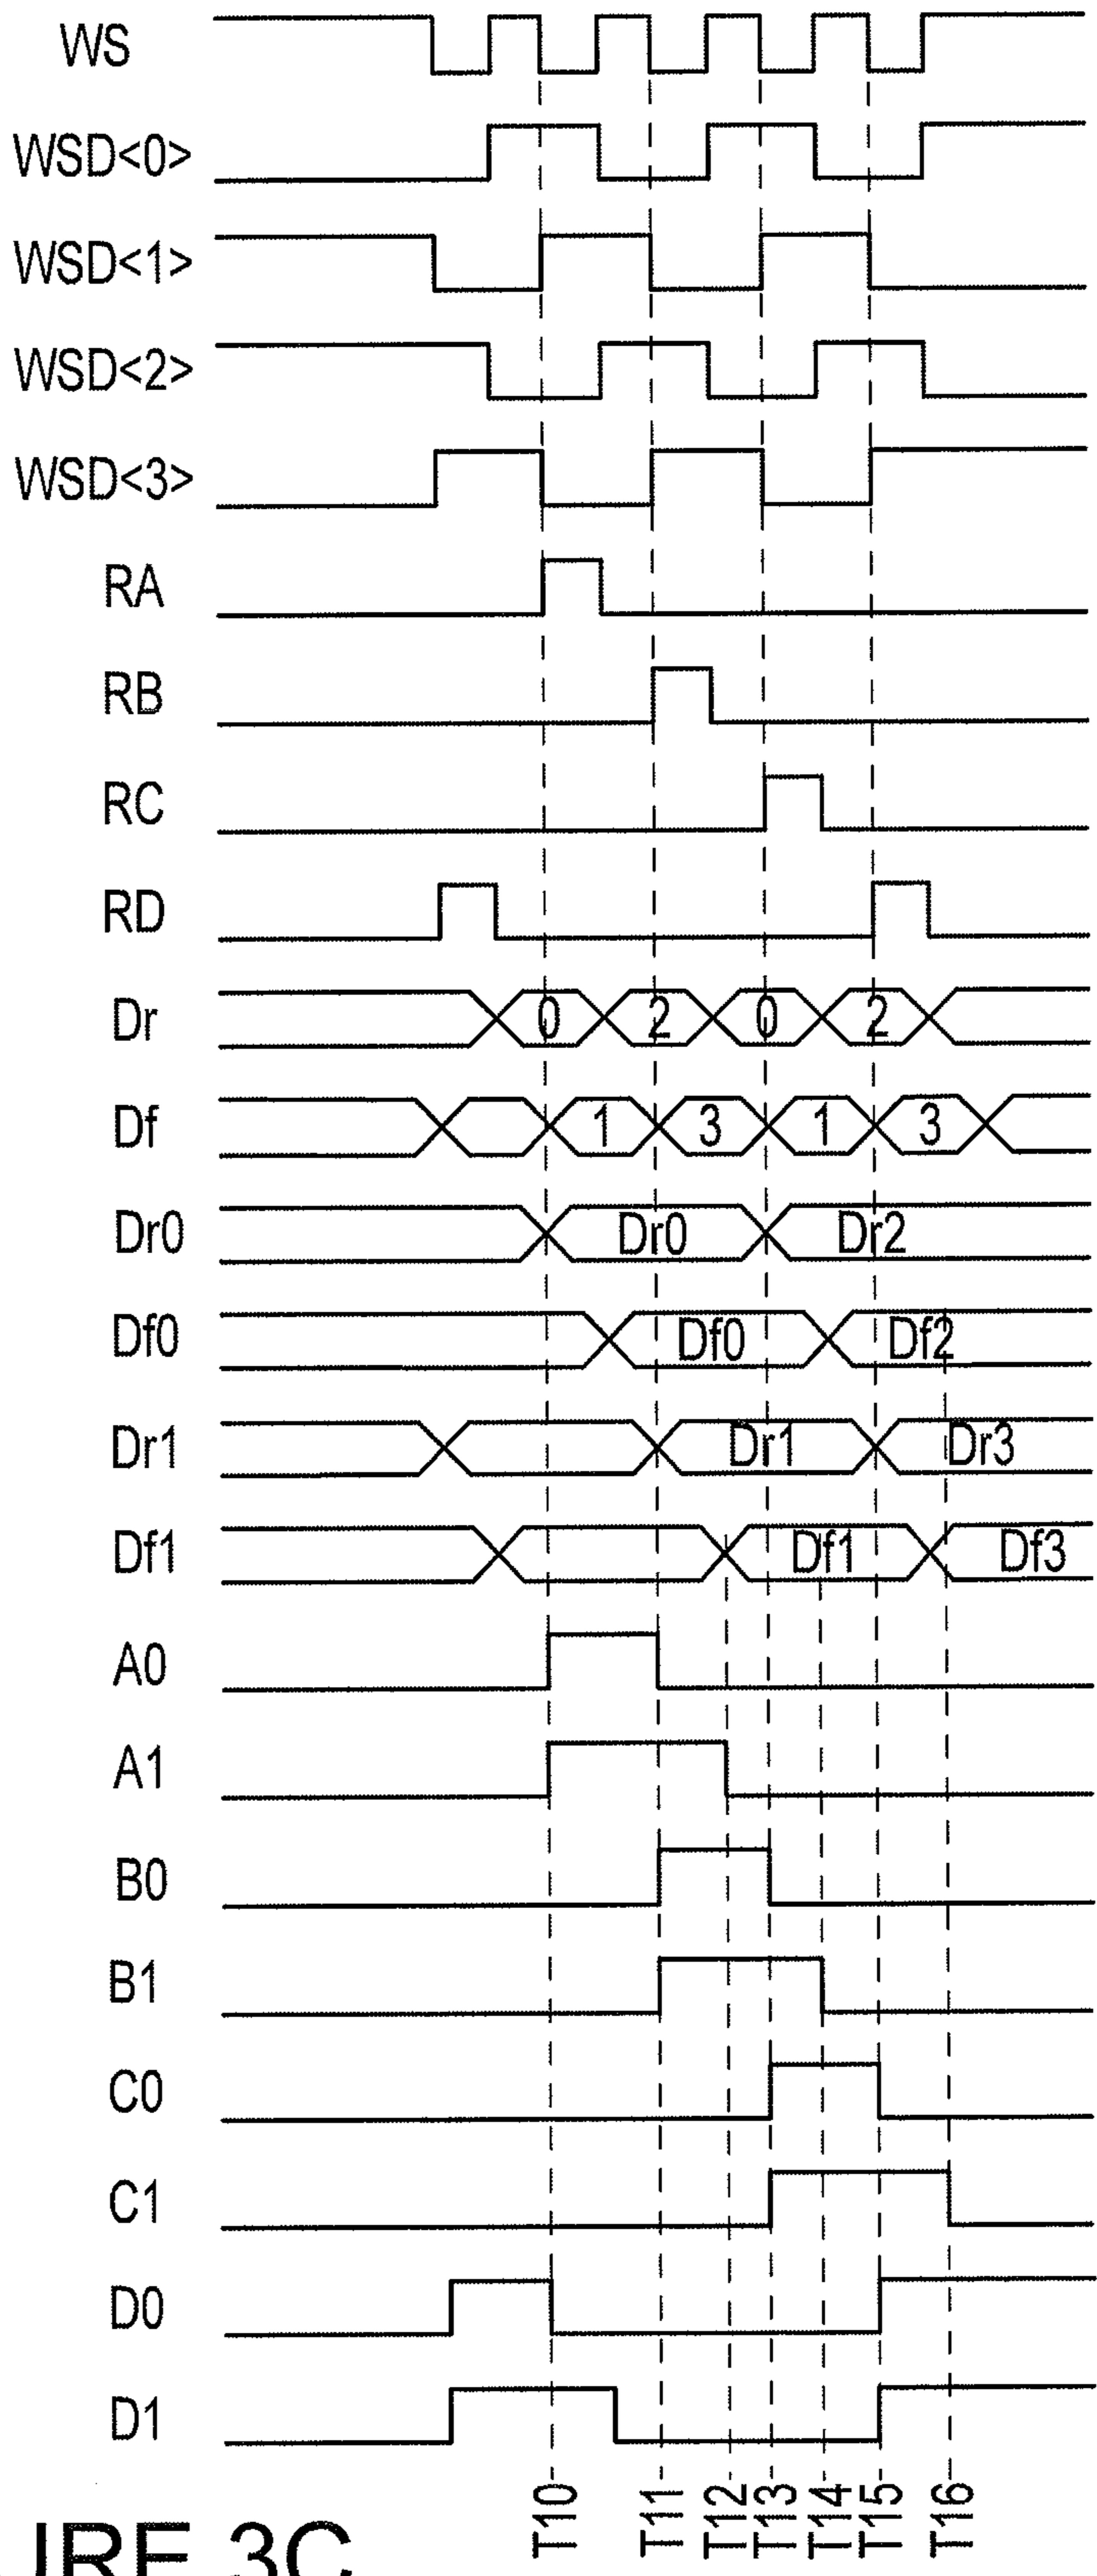 WS
WSD<0>
WSD<1>
WSD<2>
WSD<3>
RA
RB
RC
RD
Dr 0 2 0 2
Df 1 3 1 3
Dr0 Dr0 Dr2
Df0 Df0 Df2
Dr1 Dr1 Dr3
Df1 Df1 Df3
A0
A1
B0
B1
C0
C1
D0
D1
T10 T11 T12 T13 T14 T15 T16
URE 3C